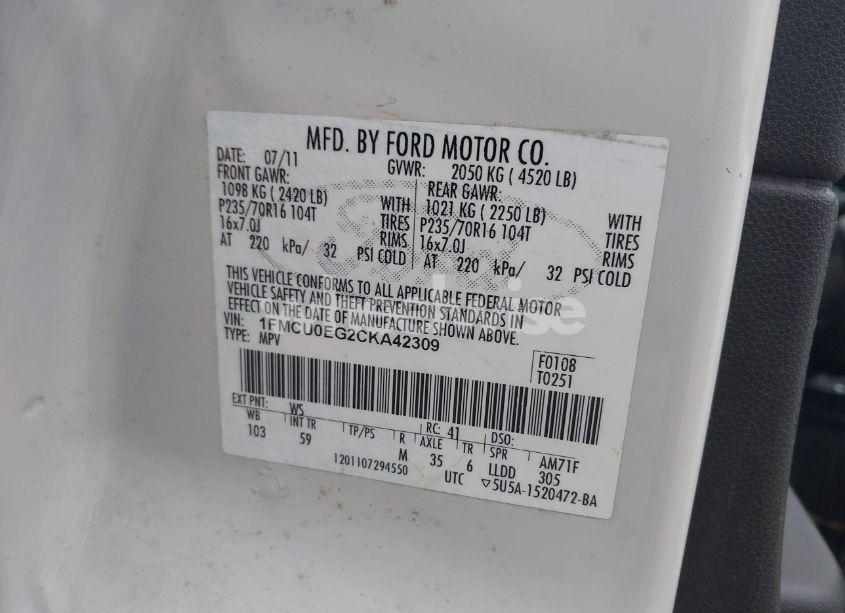 MFD. BY FORD MOTOR CO.
DATE: 07/11 GVWR: 2050 KG ( 4520 LB)
FRONT GAWR: REAR GAWR:
1098 KG ( 2420 LB) WITH 1021 KG ( 2250 LB) WITH
P235/70R16 104T TIRES P235/70R16 104T TIRES
16x7.0J RIMS 16x7.0J RIMS
AT 220 kPa/ 32 PSI COLD AT 220 kPa/ 32 PSI COLD
THIS VEHICLE CONFORMS TO ALL APPLICABLE FEDERAL MOTOR
VEHICLE SAFETY AND THEFT PREVENTION STANDARDS IN
EFFECT ON THE DATE OF MANUFACTURE SHOWN ABOVE.
VIN: 1FMCU0EG2CKA42309
TYPE: MPV
F0108
T0251
EXT PNT: WS RC: 41 DSO:
WB INT TR TP/PS R AXLE TR SPR AM71F
103 59 M 35 6 LLDD 305
1201107294550 UTC ▽5U5A-1520472-BA